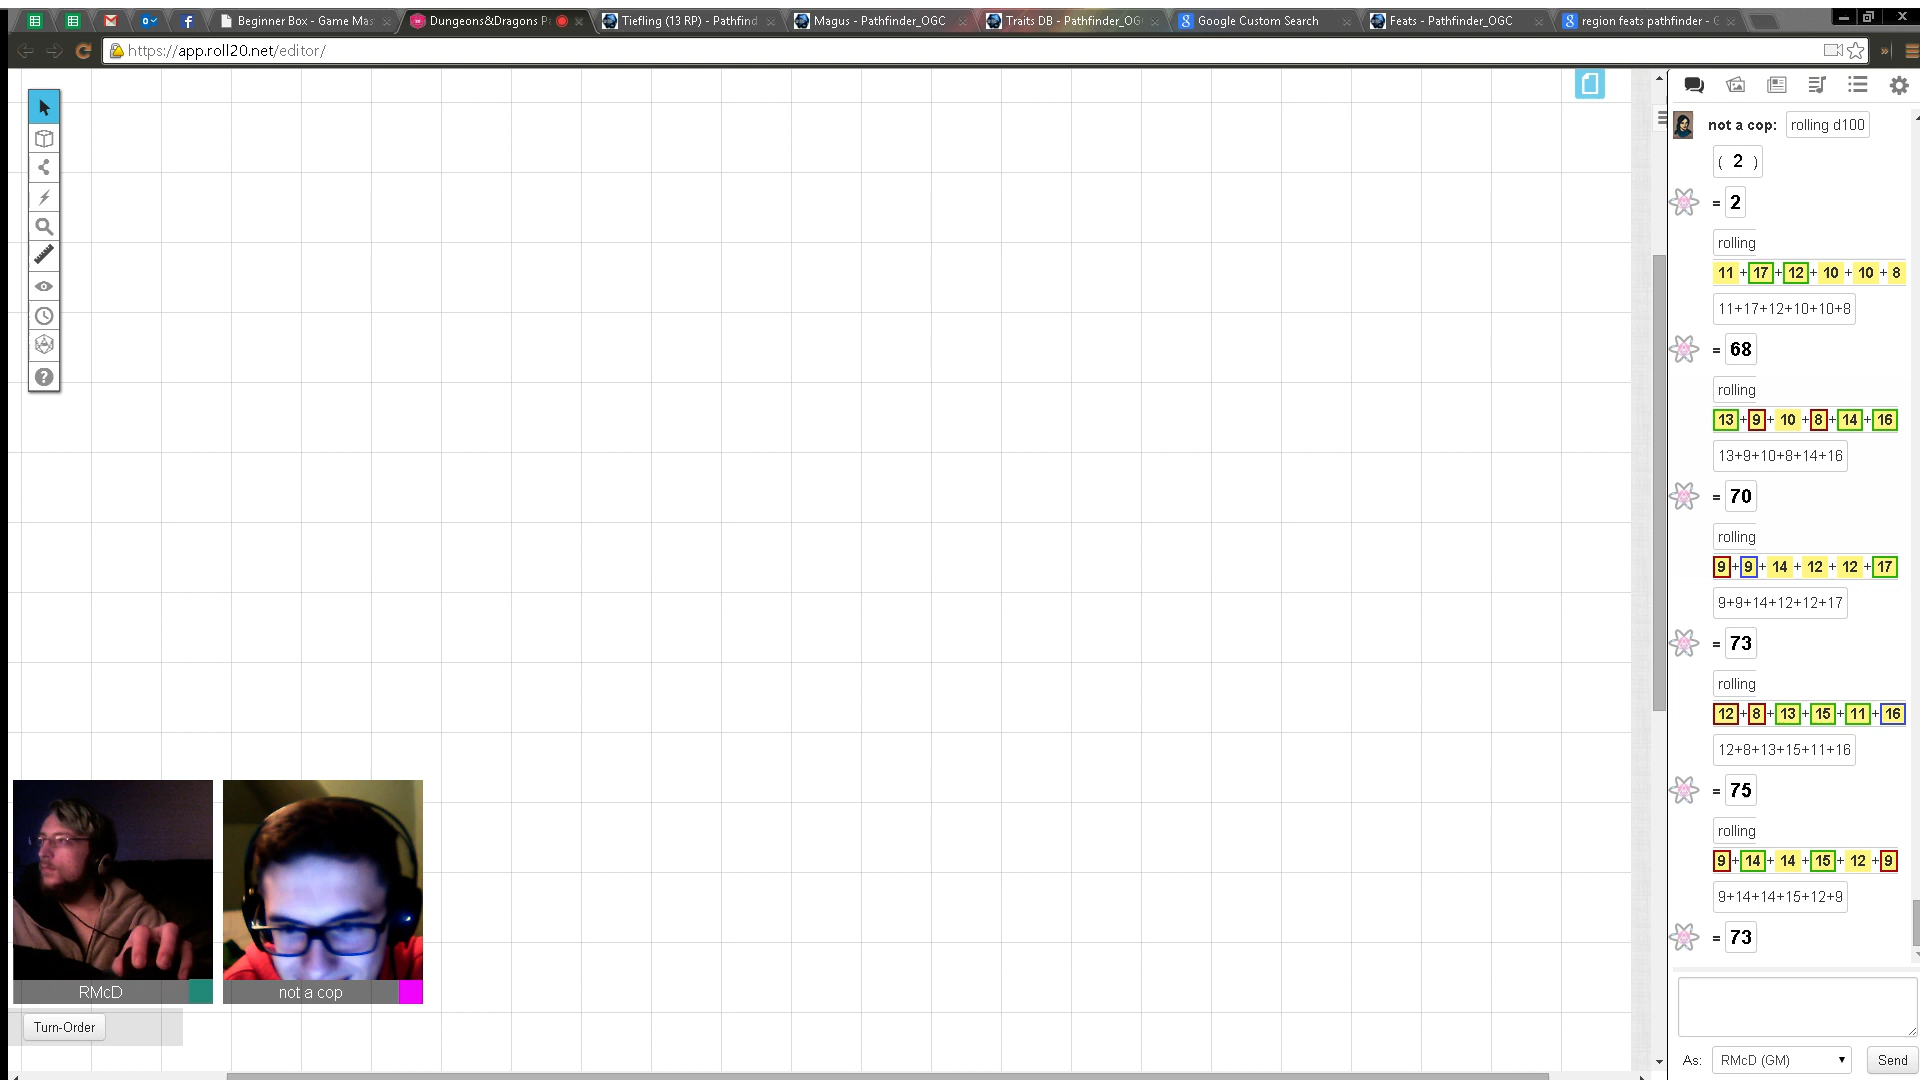 Beginner Box - Game Mas
Dungeons&Dragons Pa
Tiefling (13 RP) - Pathfind
Magus - Pathfinder_OGC
Traits DB - Pathfinder_OG
Google Custom Search
Feats - Pathfinder_OGC
region feats pathfinder - G
https://app.roll20.net/editor/
not a cop: rolling d100
( 2 )
= 2
rolling
11 + 17 + 12 + 10 + 10 + 8
11+17+12+10+10+8
= 68
rolling
13 + 9 + 10 + 8 + 14 + 16
13+9+10+8+14+16
= 70
rolling
9 + 9 + 14 + 12 + 12 + 17
9+9+14+12+12+17
= 73
rolling
12 + 8 + 13 + 15 + 11 + 16
12+8+13+15+11+16
= 75
rolling
9 + 14 + 14 + 15 + 12 + 9
9+14+14+15+12+9
= 73
RMcD
not a cop
Turn-Order
As: RMcD (GM)
Send